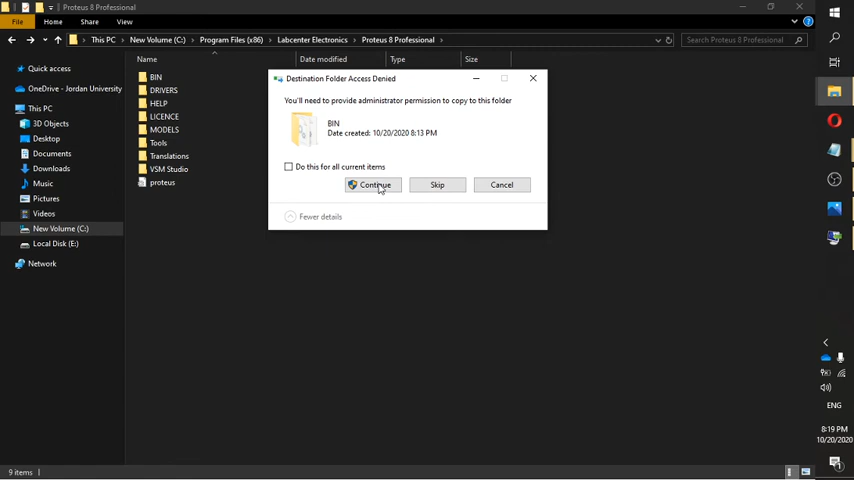 Proteus 8 Professional
File
Home
Share
View
This PC > New Volume (C:) > Program Files (x86) > Labcenter Electronics > Proteus 8 Professional >
Search Proteus 8 Professional
Name
Date modified
Type
Size
Quick access
OneDrive - Jordan University
This PC
3D Objects
Desktop
Documents
Downloads
Music
Pictures
Videos
New Volume (C:)
Local Disk (E:)
Network
BIN
DRIVERS
HELP
LICENCE
MODELS
Tools
Translations
VSM Studio
proteus
Destination Folder Access Denied
You'll need to provide administrator permission to copy to this folder
BIN
Date created: 10/20/2020 8:13 PM
Do this for all current items
Continue
Skip
Cancel
Fewer details
ENG
8:19 PM
10/20/2020
1
9 items